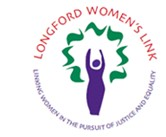 LONGFORD WOMEN'S LINK
LINKING WOMEN IN THE PURSUIT OF JUSTICE AND EQUALITY